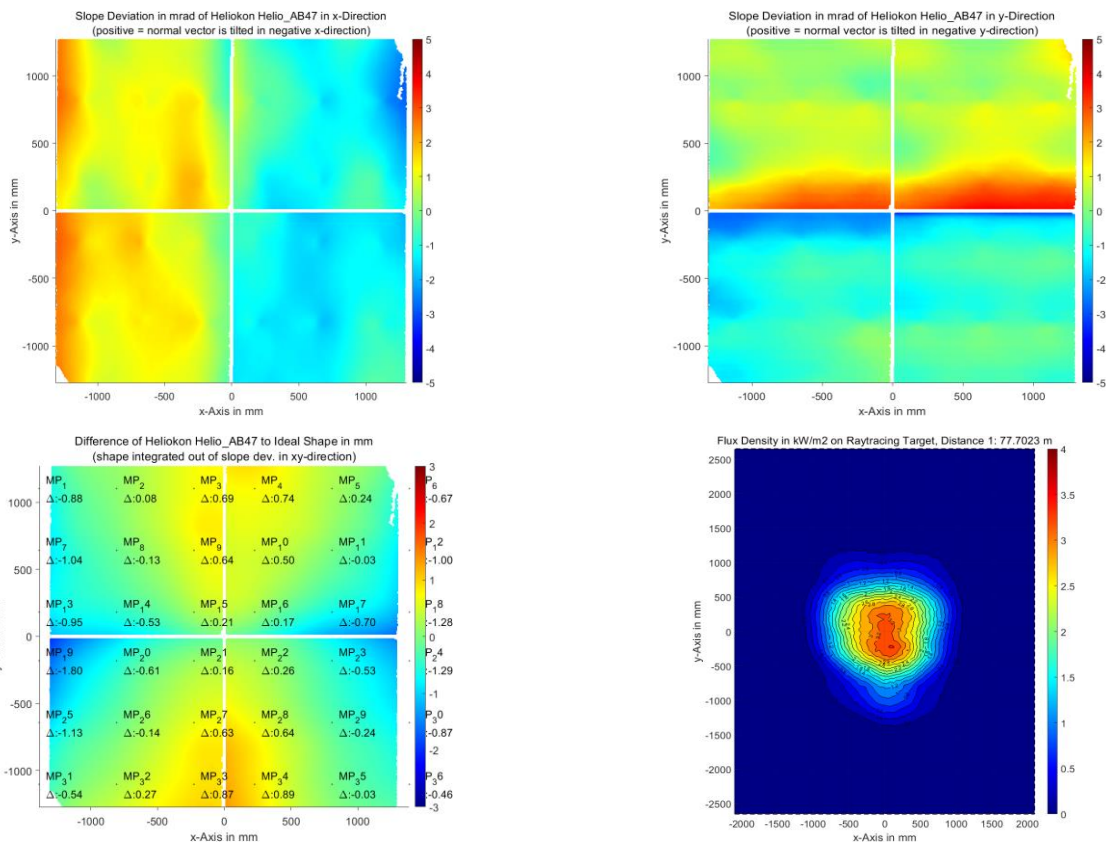 Slope Deviation in mrad of Heliokon Helio_AB47 in x-Direction
(positive = normal vector is tilted in negative x-direction)
1000
500
0
-500
-1000
y-Axis in mm
-1000 -500 0 500 1000
x-Axis in mm
5
4
3
2
1
0
-1
-2
-3
-4
-5
Slope Deviation in mrad of Heliokon Helio_AB47 in y-Direction
(positive = normal vector is tilted in negative y-direction)
1000
500
0
-500
-1000
y-Axis in mm
-1000 -500 0 500 1000
x-Axis in mm
5
4
3
2
1
0
-1
-2
-3
-4
-5
Difference of Heliokon Helio_AB47 to Ideal Shape in mm
(shape integrated out of slope dev. in xy-direction)
1000
500
0
-500
-1000
MP1 MP2 MP3 MP4 MP5 P6
Δ:-0.88 Δ:0.08 Δ:0.69 Δ:0.74 Δ:0.24 :-0.67
MP7 MP8 MP9 MP10 MP11 P12
Δ:-1.04 Δ:-0.13 Δ:0.64 Δ:0.50 Δ:-0.03 -1.00
MP13 MP14 MP15 MP16 MP17 P18
Δ:-0.95 Δ:-0.53 Δ:0.21 Δ:0.17 Δ:-0.70 -1.28
MP19 MP20 MP21 MP22 MP23 P24
Δ:-1.80 Δ:-0.61 Δ:0.16 Δ:0.26 Δ:-0.53 -1.29
MP25 MP26 MP27 MP28 MP29 P30
Δ:-1.13 Δ:-0.14 Δ:0.63 Δ:0.64 Δ:-0.24 -0.87
MP31 MP32 MP33 MP34 MP35 P36
Δ:-0.54 Δ:0.27 Δ:0.87 Δ:0.89 Δ:-0.03 :-0.46
-1000 -500 0 500 1000
x-Axis in mm
3
2
1
0
-1
-2
-3
Flux Density in kW/m2 on Raytracing Target, Distance 1: 77.7023 m
2500
2000
1500
1000
500
0
-500
-1000
-1500
-2000
-2500
y-Axis in mm
-2000 -1500 -1000 -500 0 500 1000 1500 2000
x-Axis in mm
4
3.5
3
2.5
2
1.5
1
0.5
0